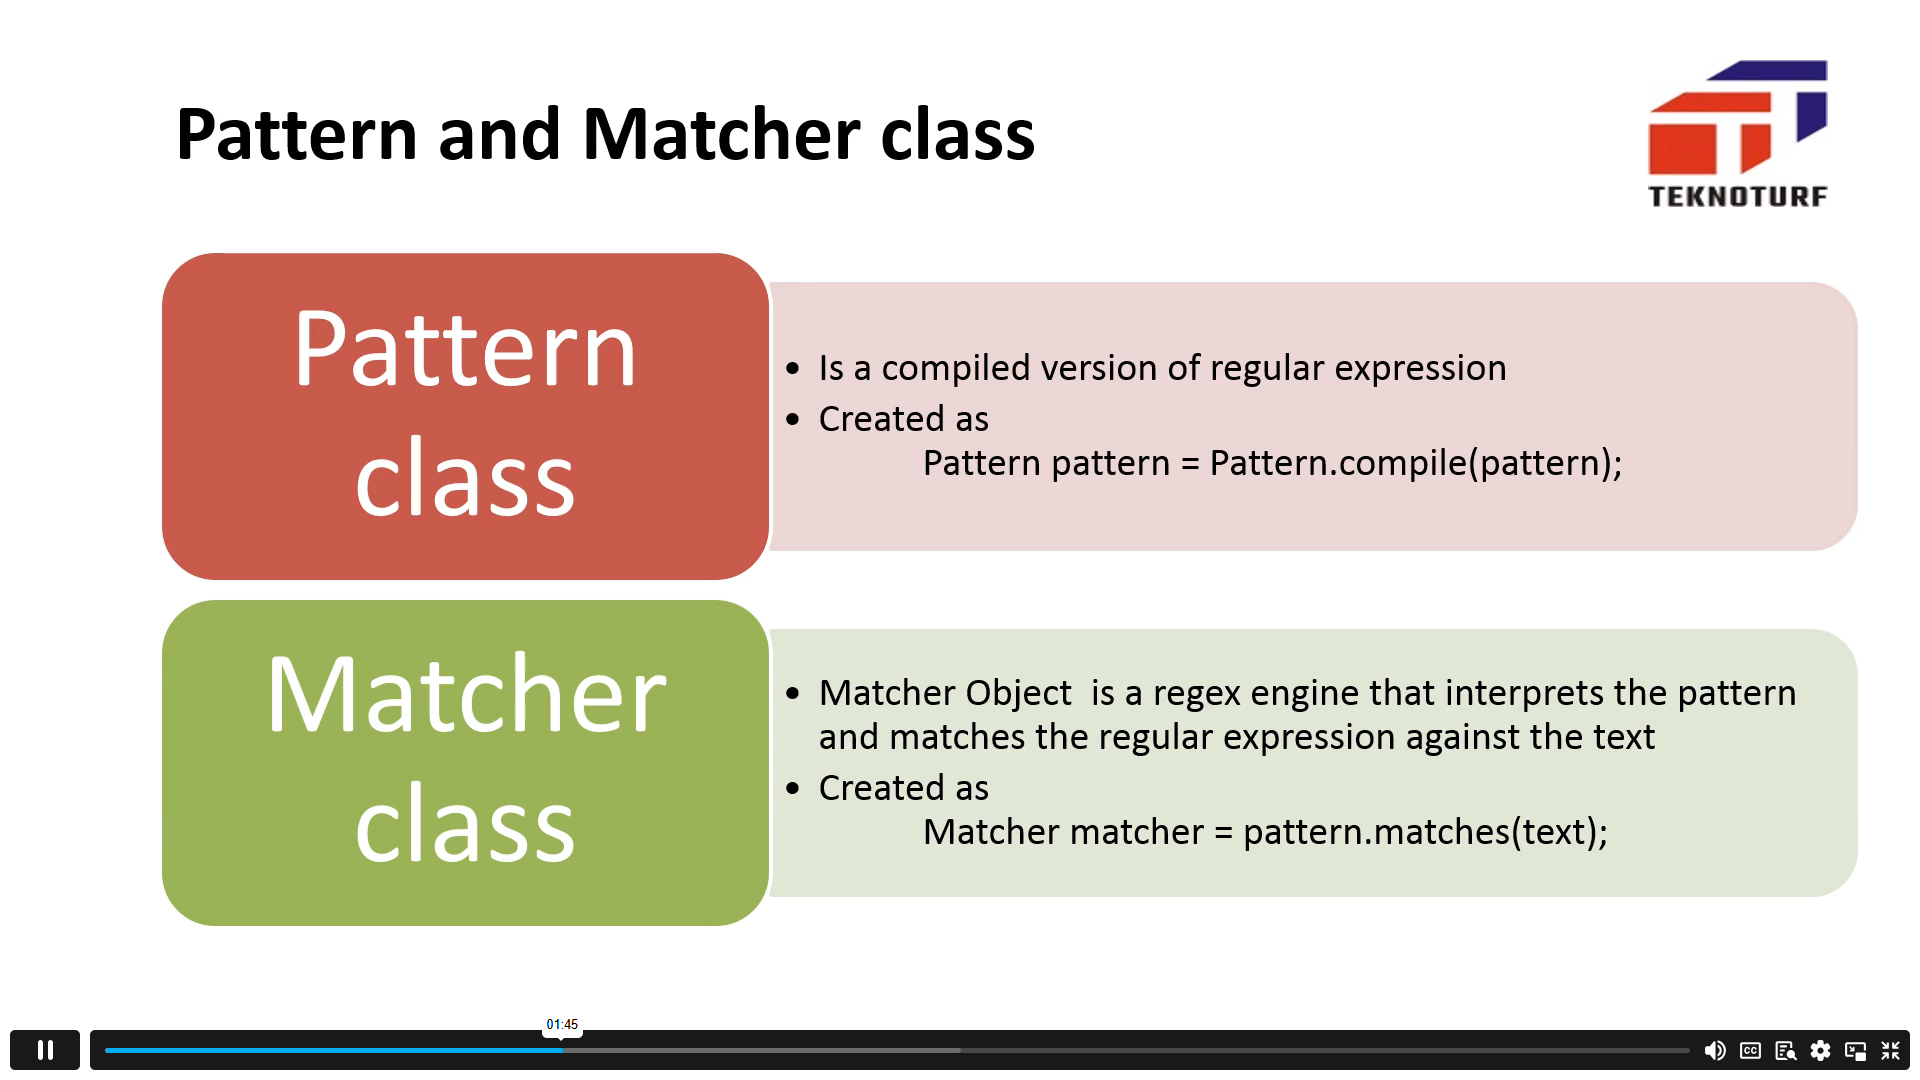 Pattern and Matcher class
TEKNOTURF
Pattern
class
• Is a compiled version of regular expression
• Created as
Pattern pattern = Pattern.compile(pattern);
Matcher
class
• Matcher Object  is a regex engine that interprets the pattern
and matches the regular expression against the text
• Created as
Matcher matcher = pattern.matches(text);
01:45
CC